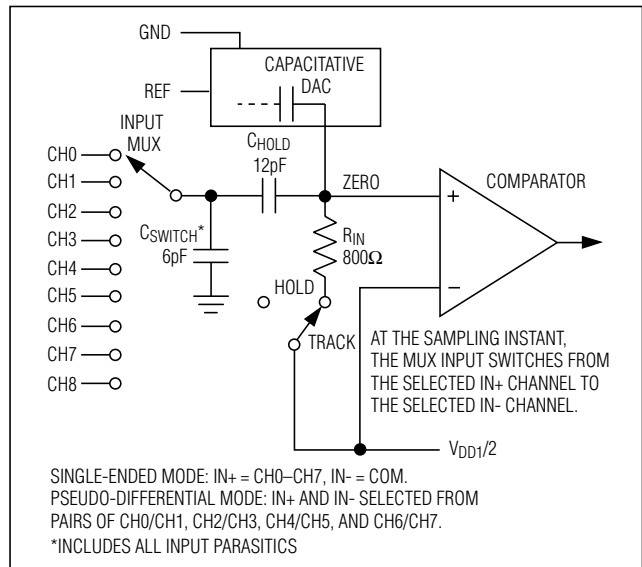 GND
CAPACITATIVE
DAC
REF
INPUT
MUX
CHOLD
12pF
CH0
CH1
CH2
CH3
CH4
CH5
CH6
CH7
CH8
ZERO
COMPARATOR
+
−
CSWITCH*
6pF
RIN
800Ω
HOLD
TRACK
AT THE SAMPLING INSTANT,
THE MUX INPUT SWITCHES FROM
THE SELECTED IN+ CHANNEL TO
THE SELECTED IN- CHANNEL.
VDD1/2
SINGLE-ENDED MODE: IN+ = CH0–CH7, IN- = COM.
PSEUDO-DIFFERENTIAL MODE: IN+ AND IN- SELECTED FROM
PAIRS OF CH0/CH1, CH2/CH3, CH4/CH5, AND CH6/CH7.
*INCLUDES ALL INPUT PARASITICS